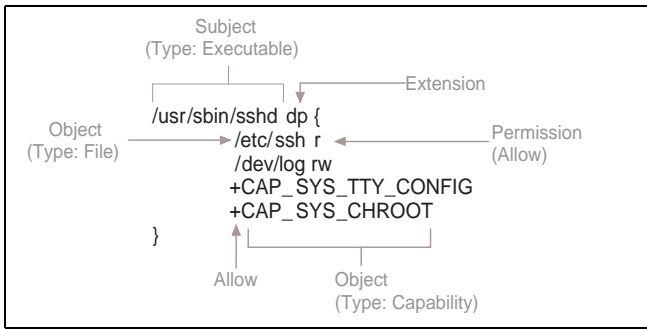 Subject
(Type: Executable)
Extension
/usr/sbin/sshd dp {
Object
(Type: File)
/etc/ssh r
Permission
(Allow)
/dev/log rw
+CAP_SYS_TTY_CONFIG
+CAP_SYS_CHROOT
}
Allow
Object
(Type: Capability)